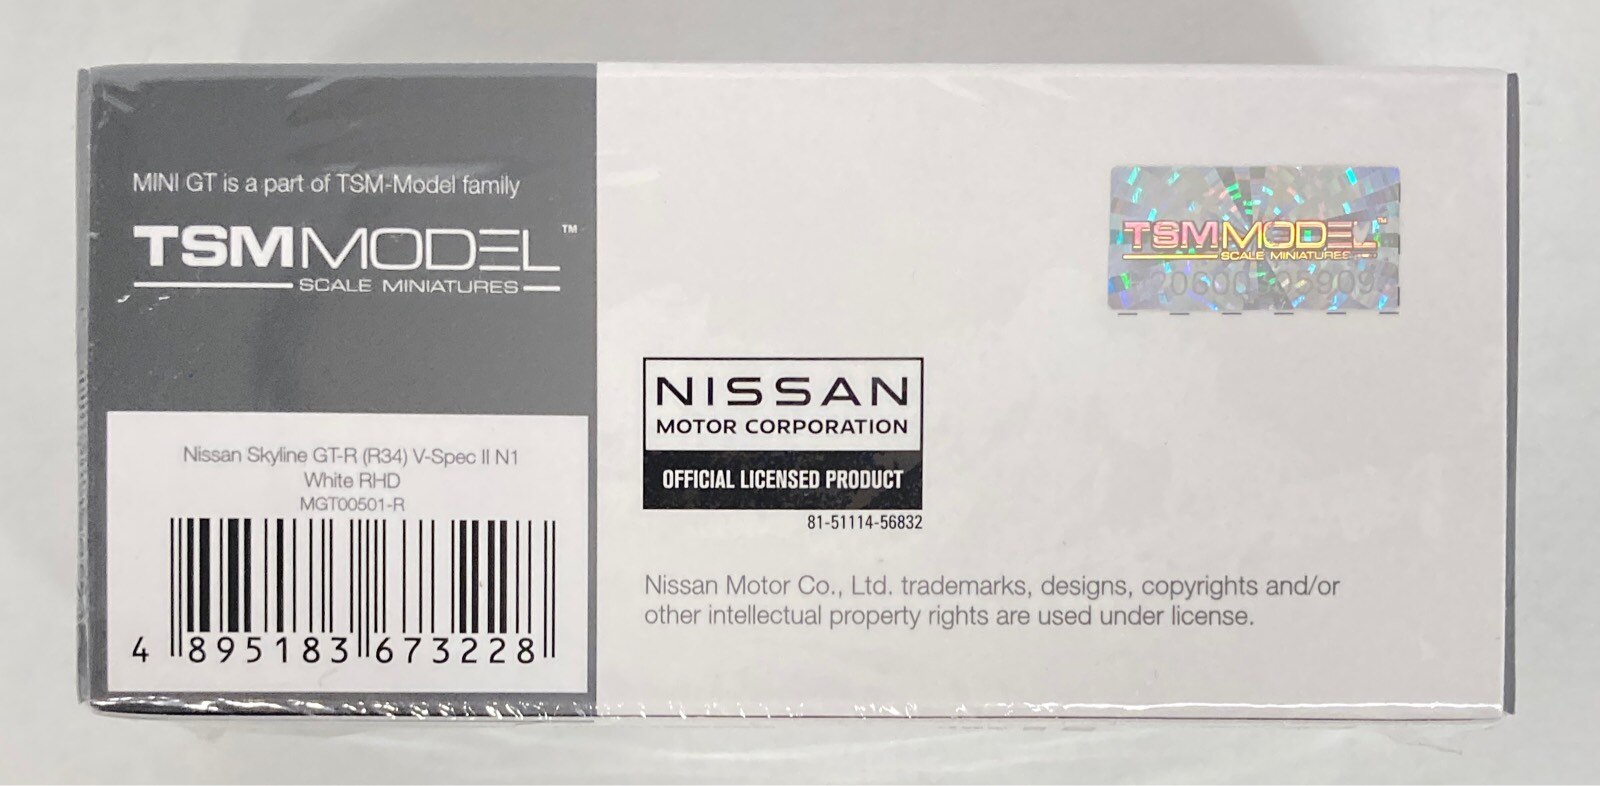 MINI GT is a part of TSM-Model family
TSMMODEL™
SCALE MINIATURES
Nissan Skyline GT-R (R34) V-Spec II N1
White RHD
MGT00501-R
4 895183 673228
TSMMODEL™
SCALE MINIATURES
NISSAN
MOTOR CORPORATION
OFFICIAL LICENSED PRODUCT
81-51114-56832
Nissan Motor Co., Ltd. trademarks, designs, copyrights and/or
other intellectual property rights are used under license.